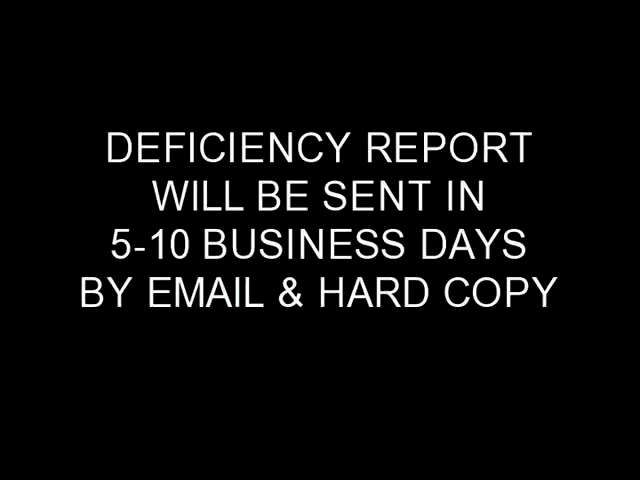 DEFICIENCY REPORT
WILL BE SENT IN
5-10 BUSINESS DAYS
BY EMAIL & HARD COPY